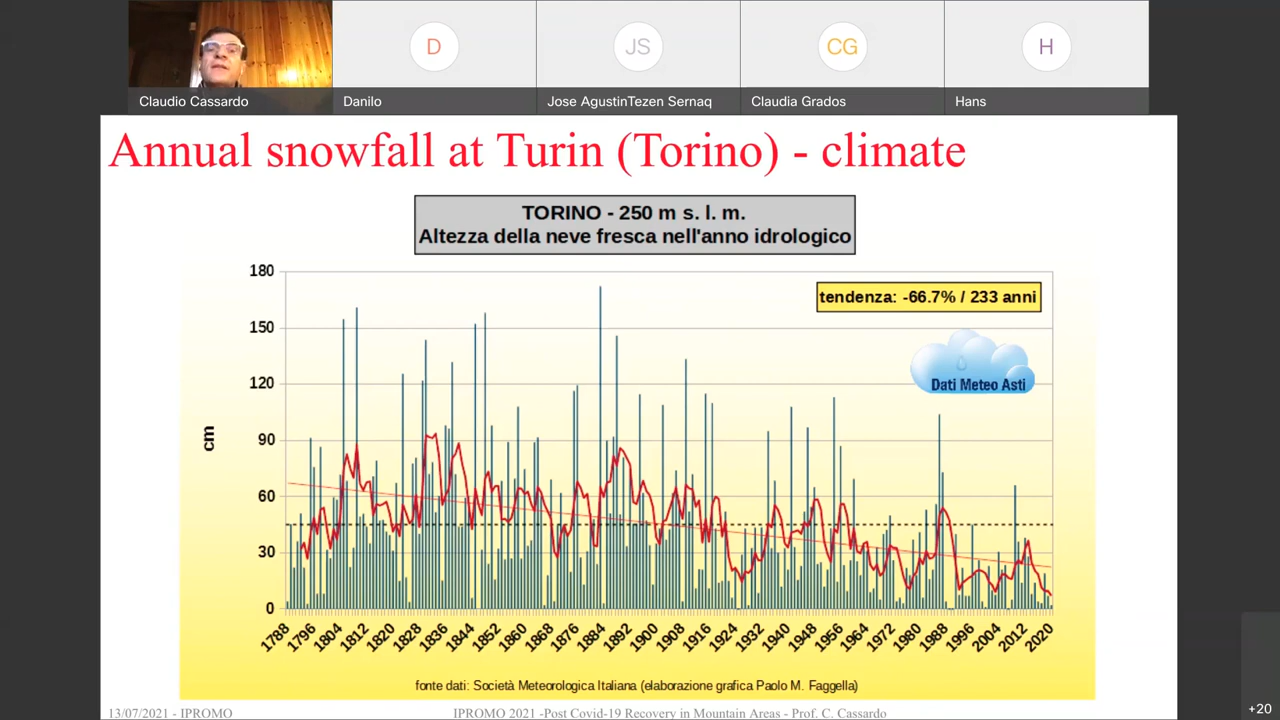 D
JS
CG
H
Claudio Cassardo
Danilo
Jose AgustinTezen Sernaq
Claudia Grados
Hans
Annual snowfall at Turin (Torino) - climate
TORINO - 250 m s. l. m.
Altezza della neve fresca nell'anno idrologico
180
150
120
90
60
30
0
cm
tendenza: -66.7% / 233 anni
Dati Meteo Asti
1788 1796 1804 1812 1820 1828 1836 1844 1852 1860 1868 1876 1884 1892 1900 1908 1916 1924 1932 1940 1948 1956 1964 1972 1980 1988 1996 2004 2012 2020
fonte dati: Società Meteorologica Italiana (elaborazione grafica Paolo M. Faggella)
13/07/2021 - IPROMO
IPROMO 2021 -Post Covid-19 Recovery in Mountain Areas - Prof. C. Cassardo
+20